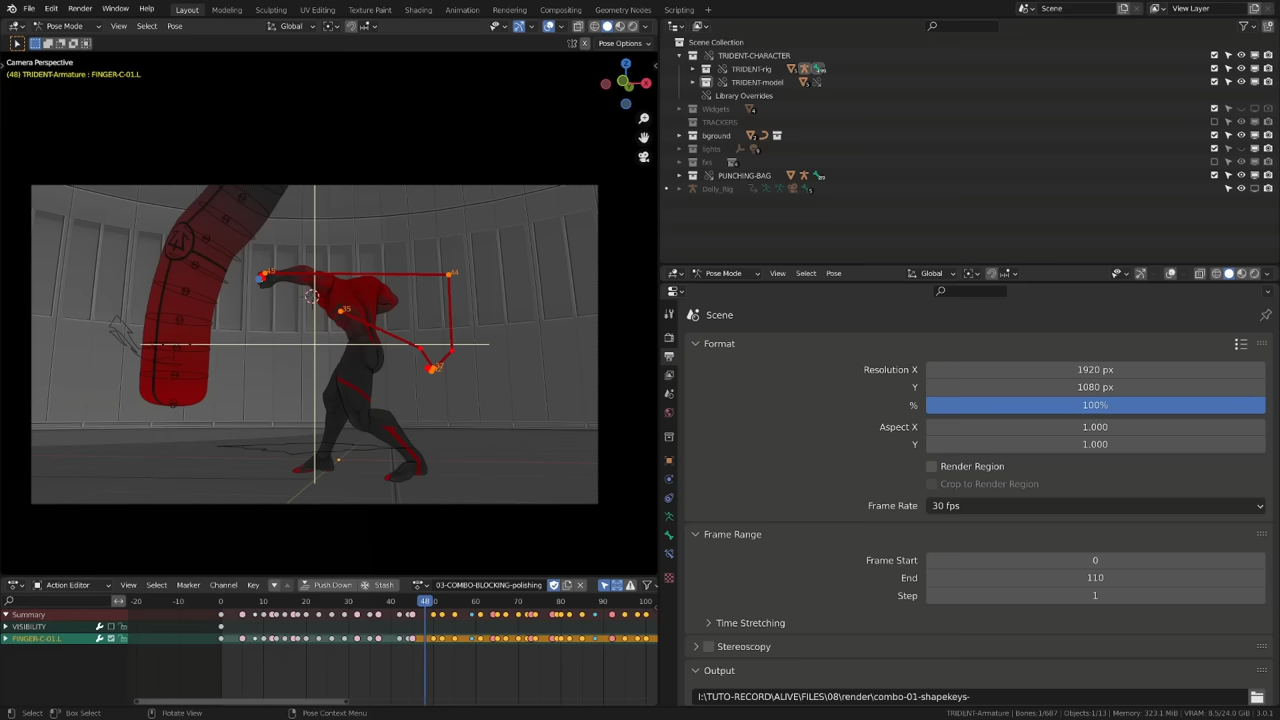 File Edit Render Window Help Layout Modeling Sculpting UV Editing Texture Paint Shading Animation Rendering Compositing Geometry Nodes Scripting + Scene View Layer
Pose Mode View Select Pose Global
Pose Options
Camera Perspective
(48) TRIDENT-Armature : FINGER-C-01.L
Z
X
Y
45
44
35
Scene Collection
TRIDENT-CHARACTER
TRIDENT-rig
TRIDENT-model
Library Overrides
Widgets
TRACKERS
bground
lights
fxs
PUNCHING-BAG
Dolly_Rig
Pose Mode View Select Pose Global
Scene
Format
Resolution X 1920 px
Y 1080 px
% 100%
Aspect X 1.000
Y 1.000
Render Region
Crop to Render Region
Frame Rate 30 fps
Frame Range
Frame Start 0
End 110
Step 1
Time Stretching
Stereoscopy
Output
I:\TUTO-RECORD\ALIVE\FILES\08\render\combo-01-shapekeys-
Action Editor View Select Marker Channel Key Push Down Stash 03-COMBO-BLOCKING-polishing
-20 -10 0 10 20 30 40 48 50 60 70 80 90 100
Summary
VISIBILITY
FINGER-C-01.L
Select Box Select Rotate View Pose Context Menu
TRIDENT-Armature | Bones:1/687 | Objects:1/13 | Memory: 323.1 MiB | VRAM: 8.5/24.0 GiB | 3.0.1